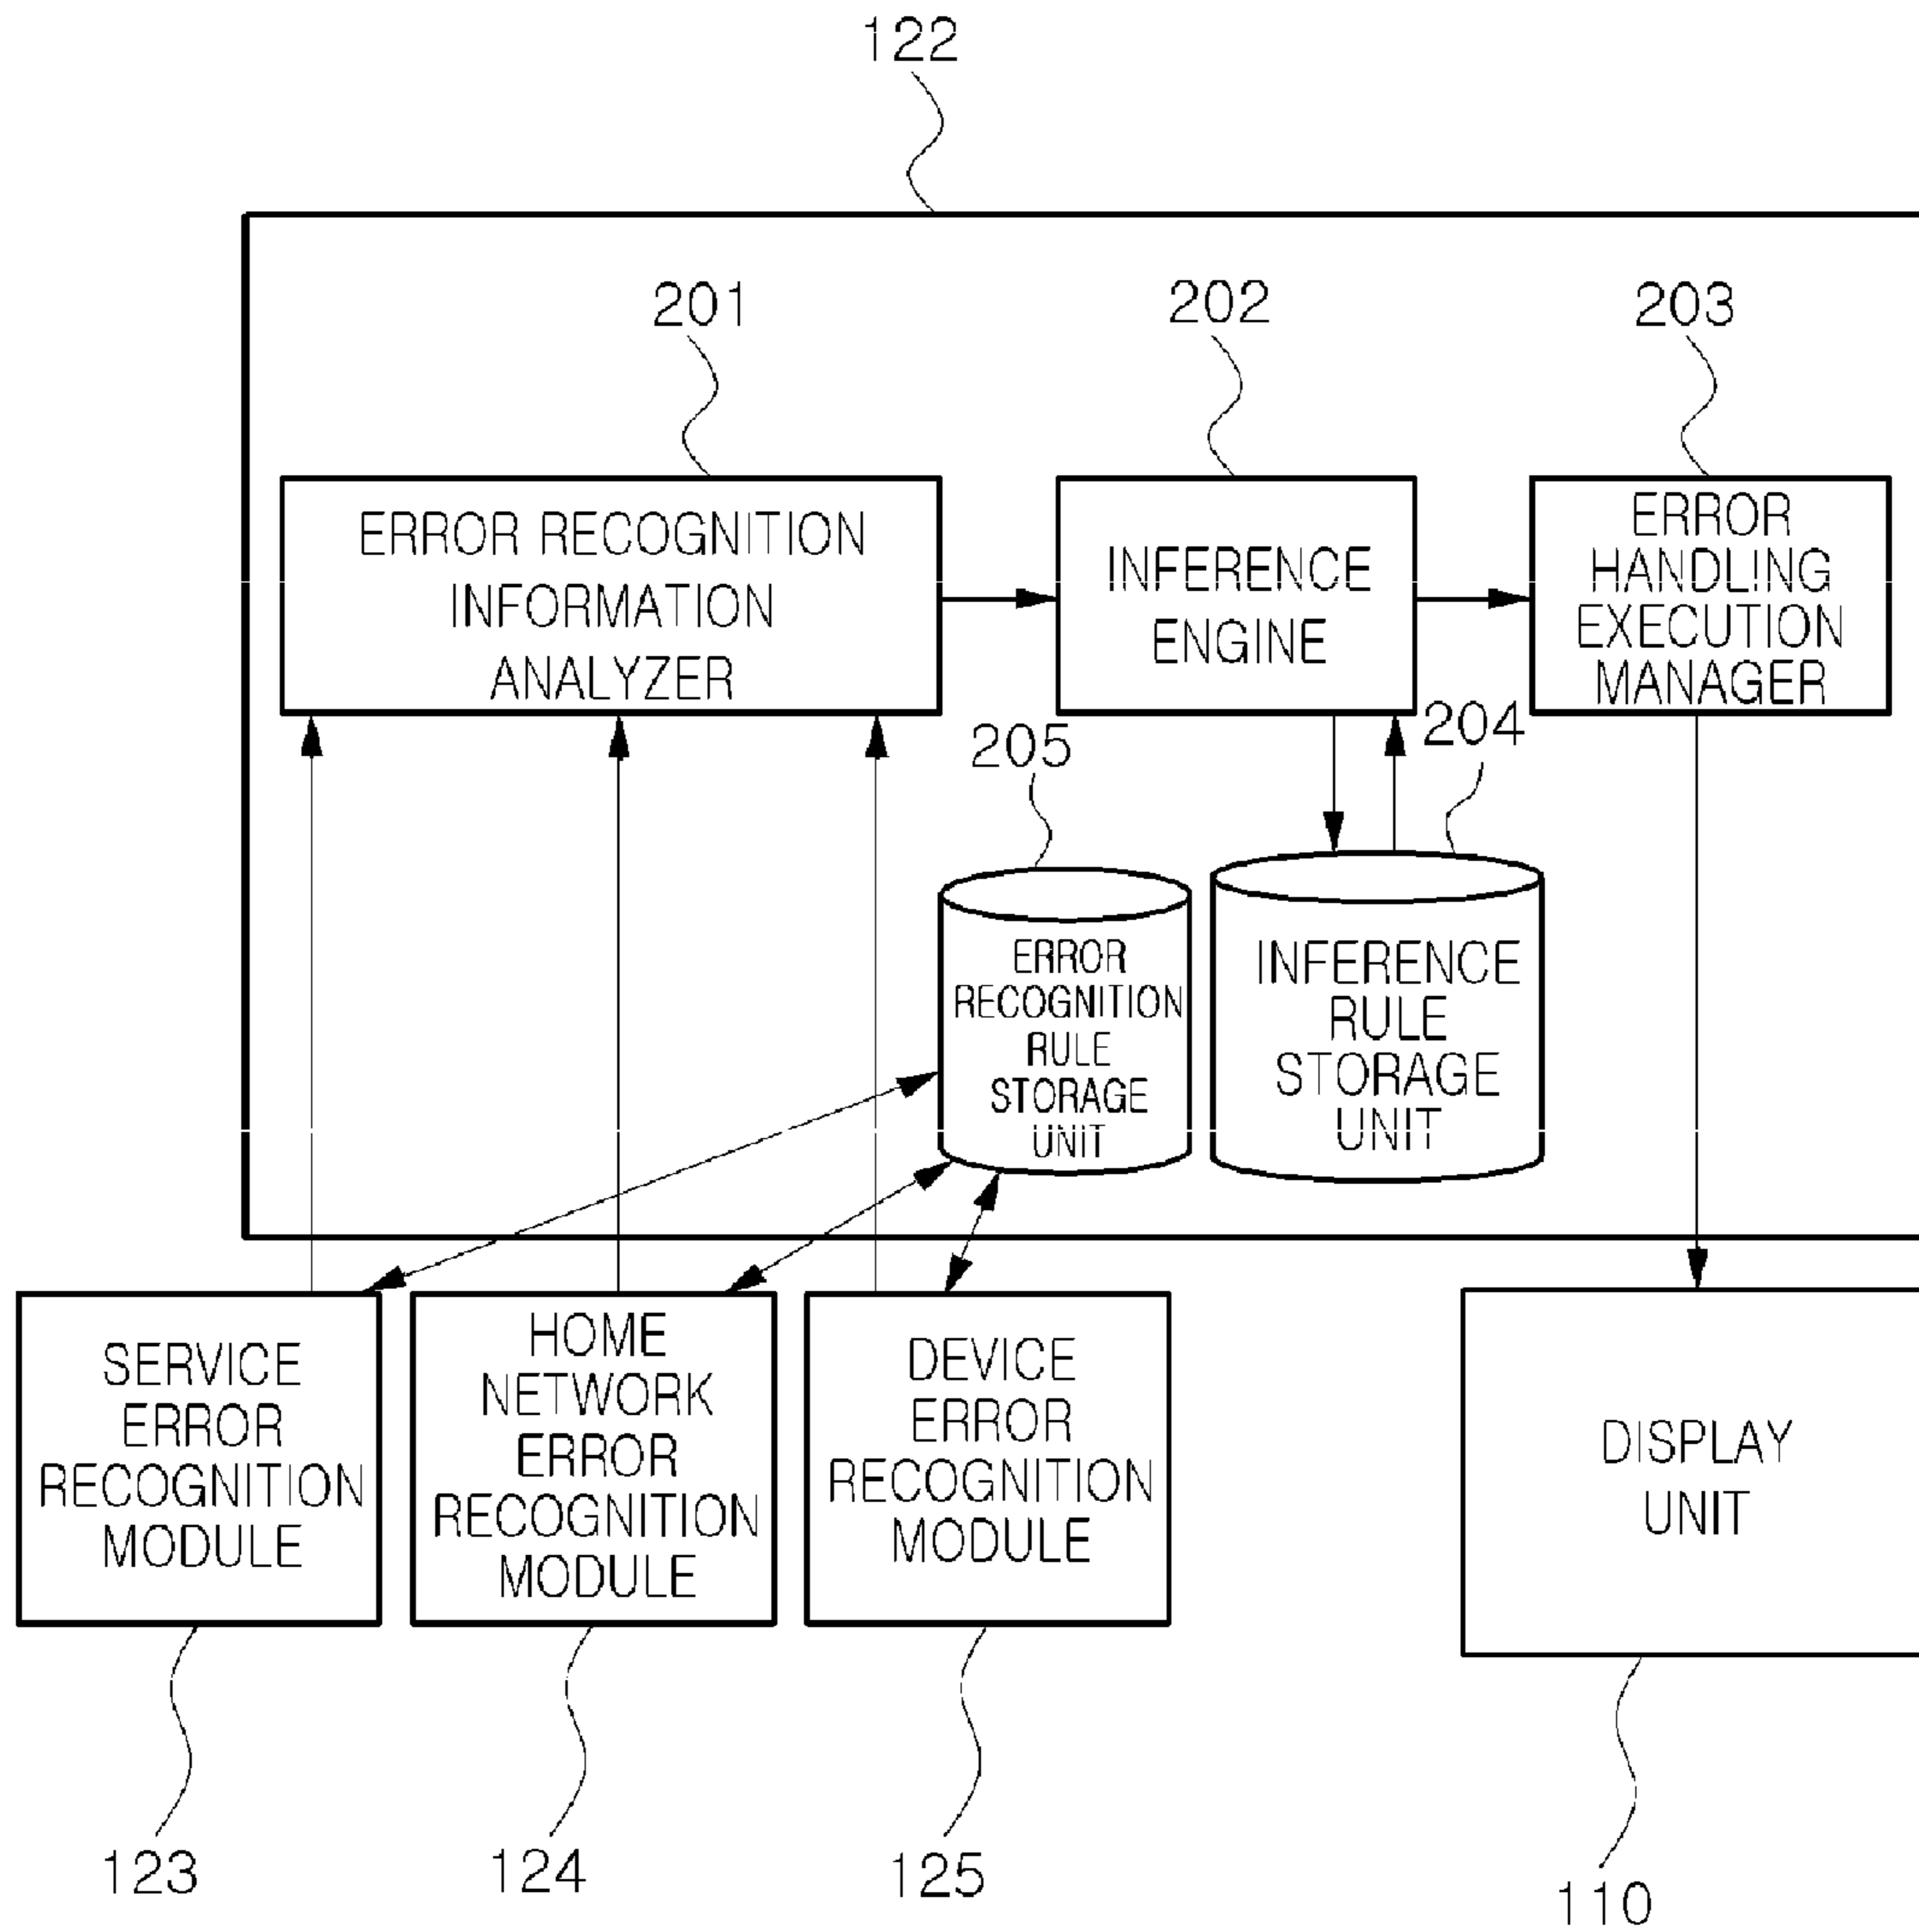 122
201
202
203
ERROR RECOGNITION
INFORMATION
ANALYZER
INFERENCE
ENGINE
ERROR
HANDLING
EXECUTION
MANAGER
205
204
ERROR
RECOGNITION
RULE
STORAGE
UNIT
INFERENCE
RULE
STORAGE
UNIT
SERVICE
ERROR
RECOGNITION
MODULE
HOME
NETWORK
ERROR
RECOGNITION
MODULE
DEVICE
ERROR
RECOGNITION
MODULE
DISPLAY
UNIT
123
124
125
110